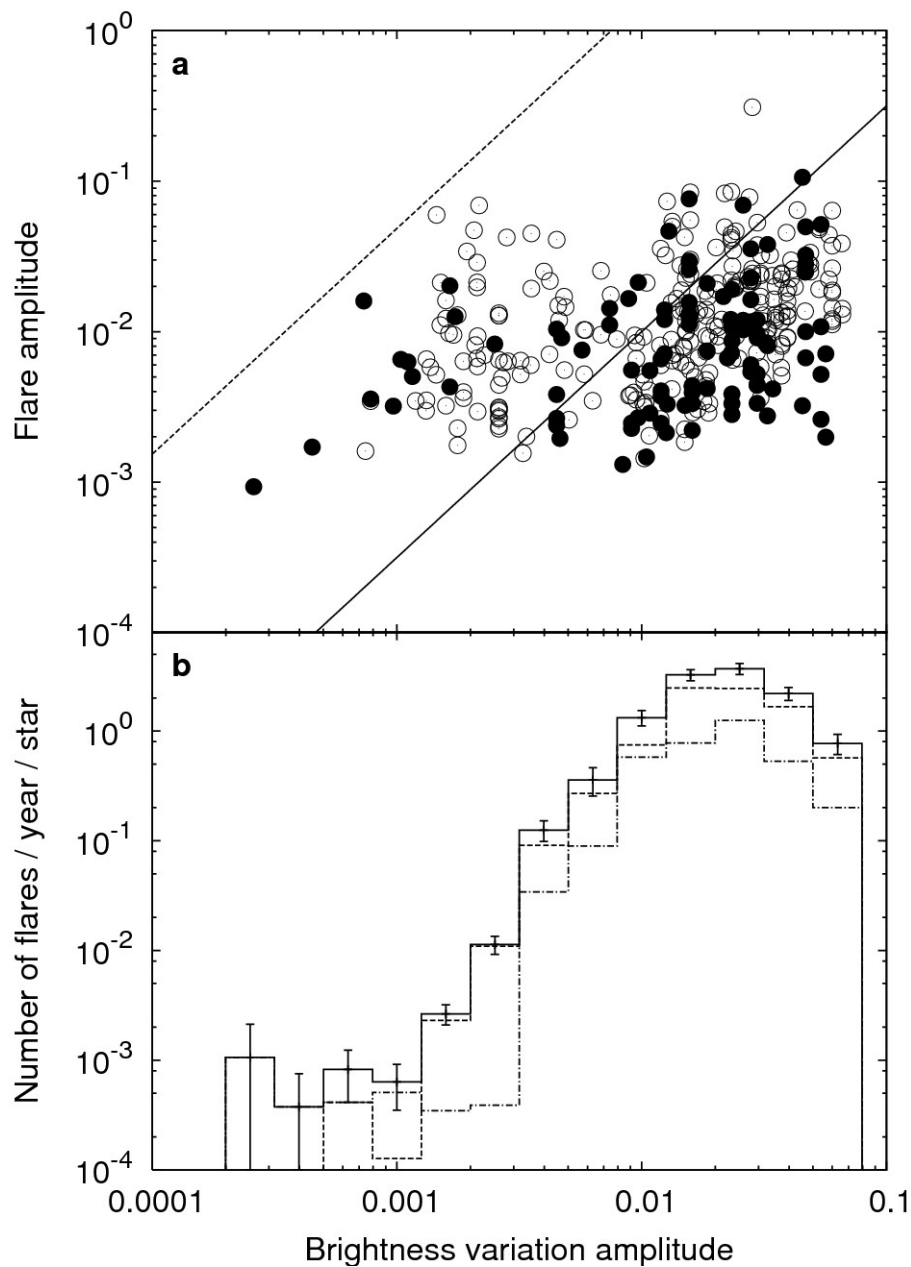 a
10^0
10^-1
10^-2
10^-3
10^-4
Flare amplitude
b
10^0
10^-1
10^-2
10^-3
10^-4
Number of flares / year / star
0.0001
0.001
0.01
0.1
Brightness variation amplitude